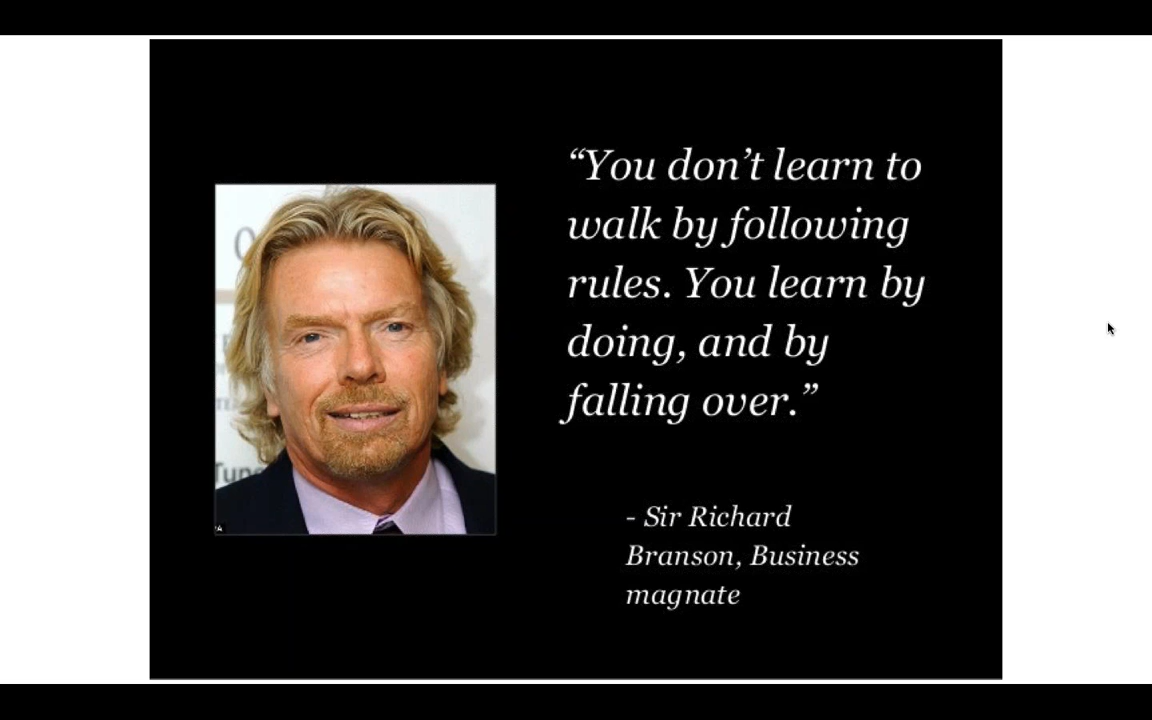 “You don’t learn to
walk by following
rules. You learn by
doing, and by
falling over.”
- Sir Richard
Branson, Business
magnate